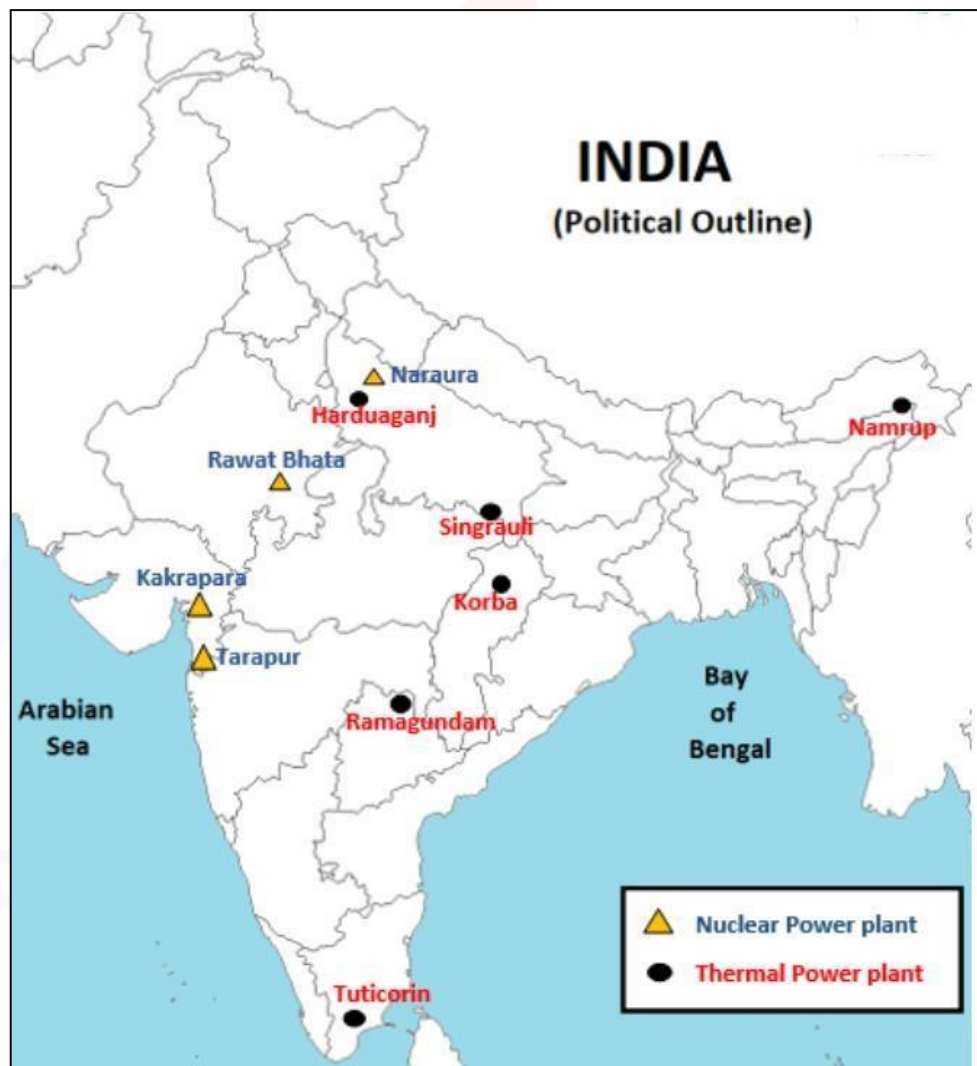 INDIA
(Political Outline)
Naraura
Harduaganj
Namrup
Rawat Bhata
Singrauli
Kakrapara
Korba
Tarapur
Ramagundam
Arabian
Sea
Bay
of
Bengal
Tuticorin
Nuclear Power plant
Thermal Power plant